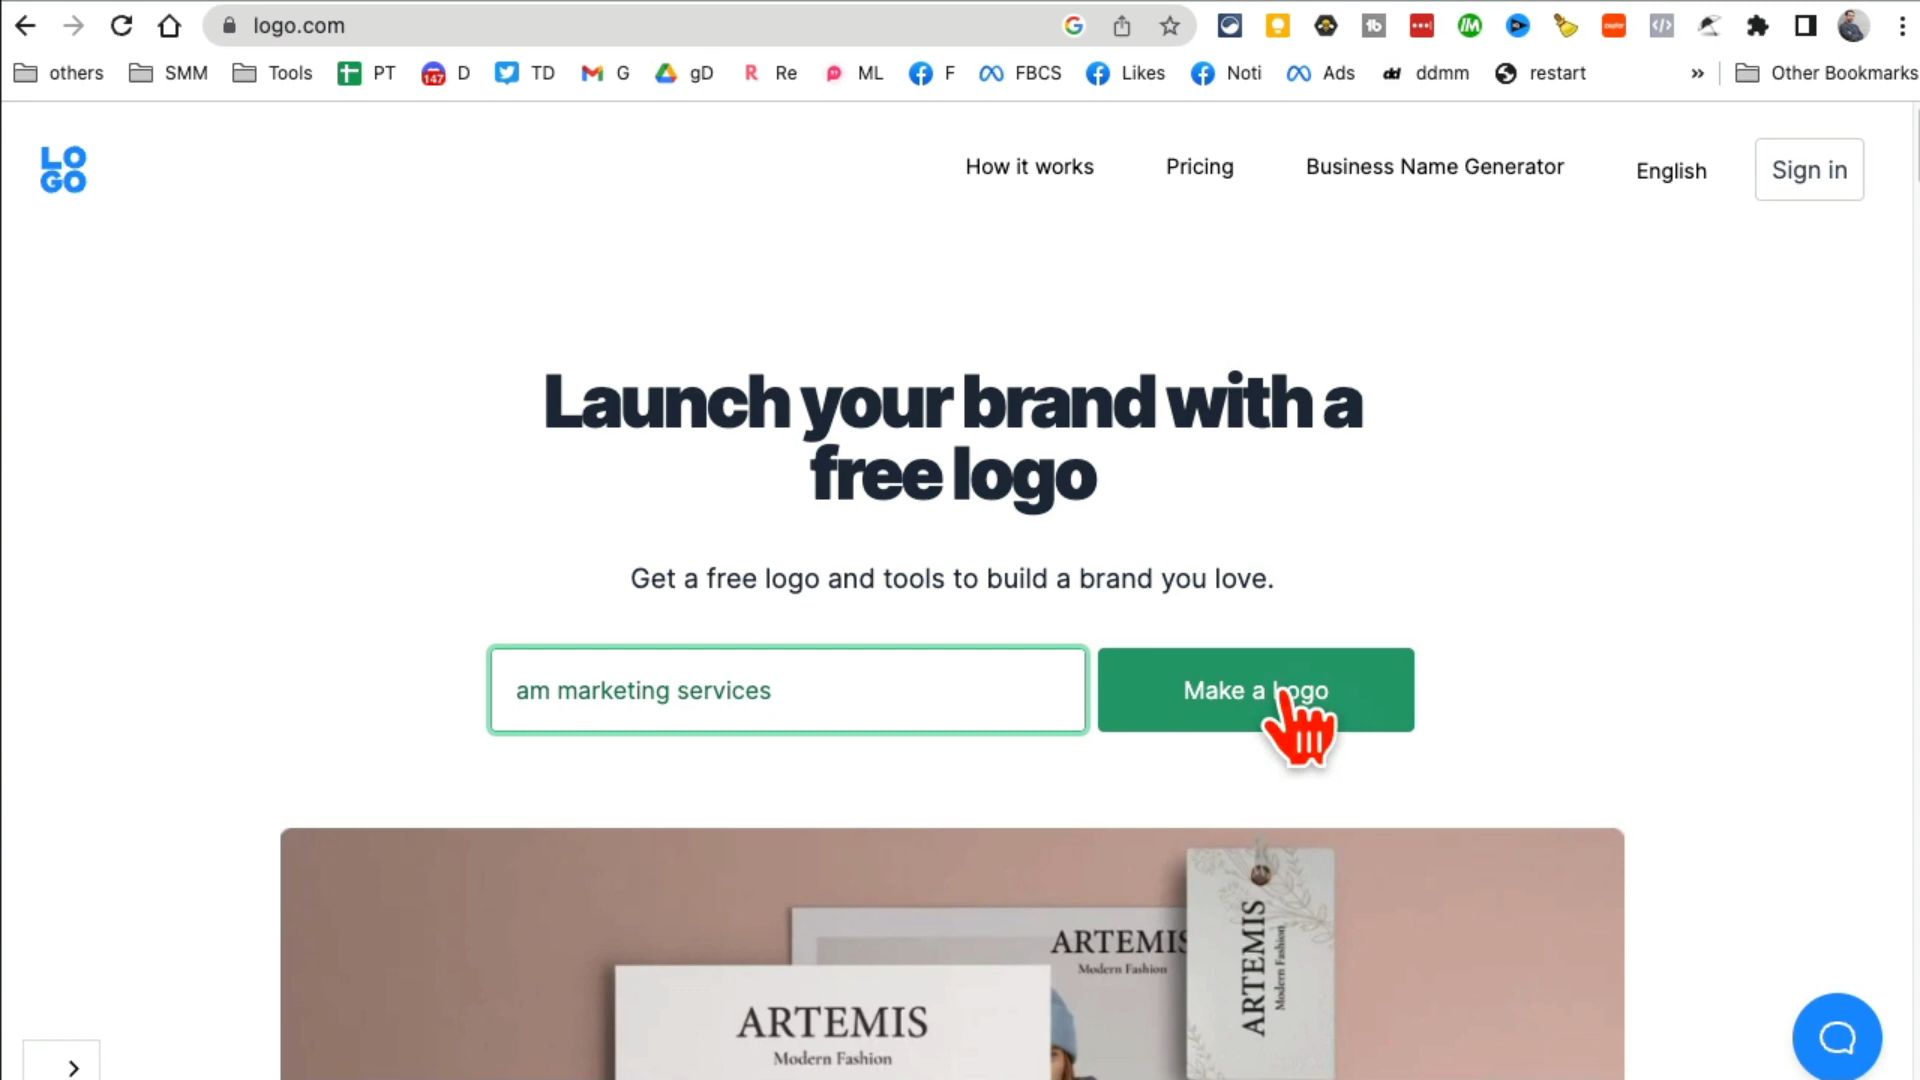 logo.com
others
SMM
Tools
PT
147
D
TD
G
gD
R
Re
ML
F
FBCS
Likes
Noti
Ads
dd
ddmm
restart
»
Other Bookmarks
LO
GO
How it works
Pricing
Business Name Generator
English
Sign in
Launch your brand with a
free logo
Get a free logo and tools to build a brand you love.
am marketing services
Make a Logo
ARTEMIS
Modern Fashion
ARTEMIS
Modern Fashion
ARTEMIS
Modern Fashion